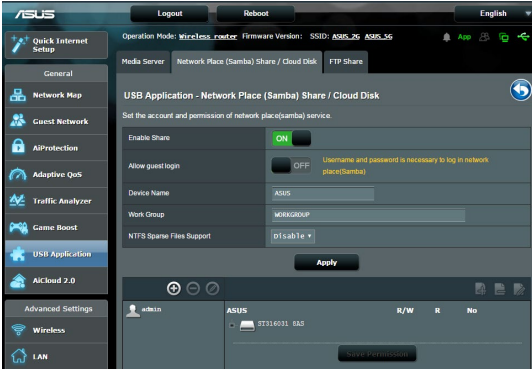 ASUS
Logout
Reboot
English
Quick Internet
Setup
Operation Mode: Wireless router Firmware Version: SSID: ASUS_2G ASUS_5G
App
General
Network Map
Guest Network
AiProtection
Adaptive QoS
Traffic Analyzer
Game Boost
USB Application
AiCloud 2.0
Advanced Settings
Wireless
LAN
Media Server
Network Place (Samba) Share / Cloud Disk
FTP Share
USB Application - Network Place (Samba) Share / Cloud Disk
Set the account and permission of network place(samba) service.
Enable Share
ON
Allow guest login
OFF
Username and password is necessary to log in network
place(Samba)
Device Name
ASUS
Work Group
WORKGROUP
NTFS Sparse Files Support
Disable
Apply
admin
ASUS
R/W
R
No
ST316031 8AS
Save Permission